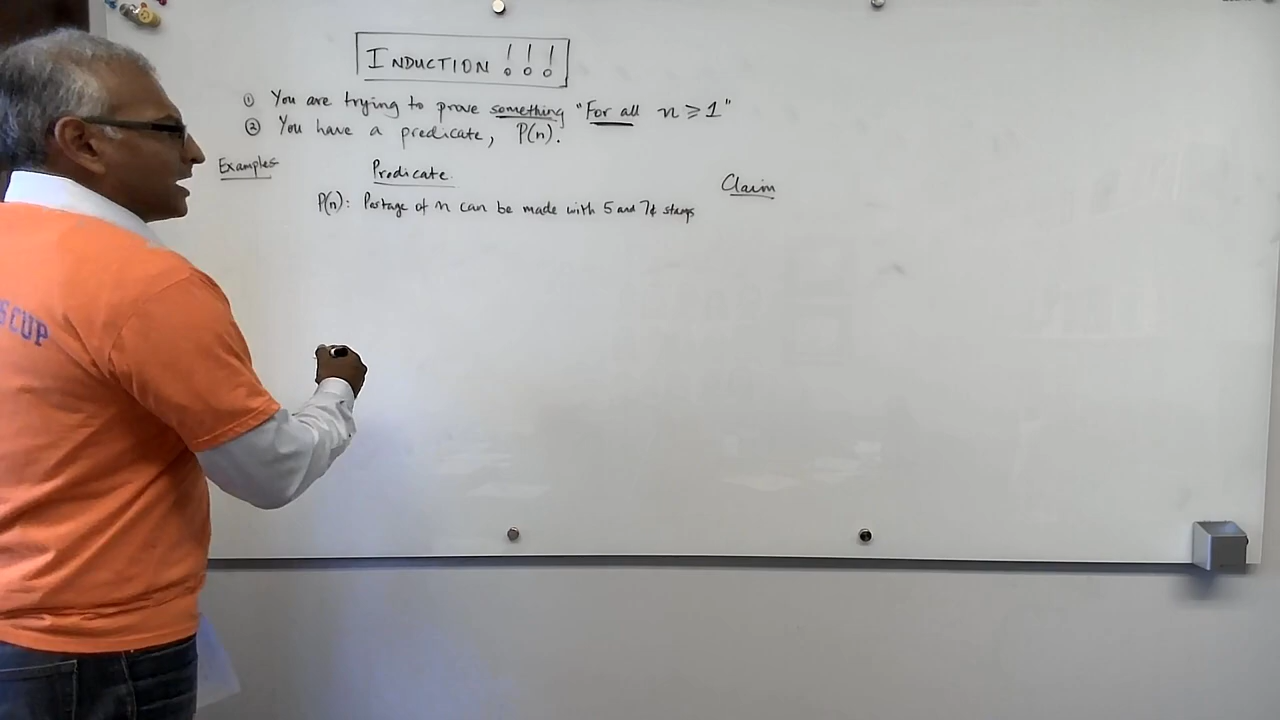 INDUCTION !!!
① You are trying to prove something "For all n ≥ 1"
② You have a predicate, P(n).
Examples
Predicate.
Claim
P(n): Postage of n can be made with 5 and 7¢ stamps
SCUP